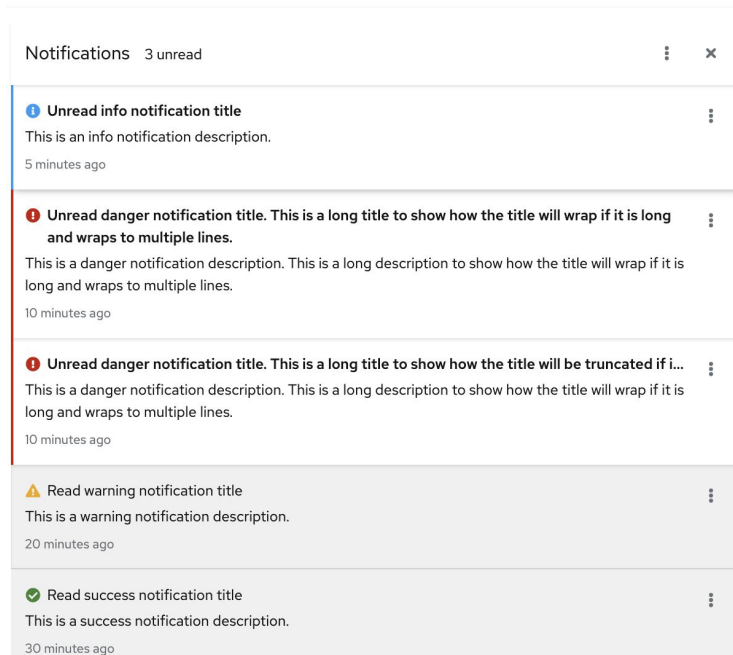 Notifications 3 unread
Unread info notification title
This is an info notification description.
5 minutes ago
Unread danger notification title. This is a long title to show how the title will wrap if it is long
and wraps to multiple lines.
This is a danger notification description. This is a long description to show how the title will wrap if it is
long and wraps to multiple lines.
10 minutes ago
Unread danger notification title. This is a long title to show how the title will be truncated if i...
This is a danger notification description. This is a long description to show how the title will wrap if it is
long and wraps to multiple lines.
10 minutes ago
Read warning notification title
This is a warning notification description.
20 minutes ago
Read success notification title
This is a success notification description.
30 minutes ago